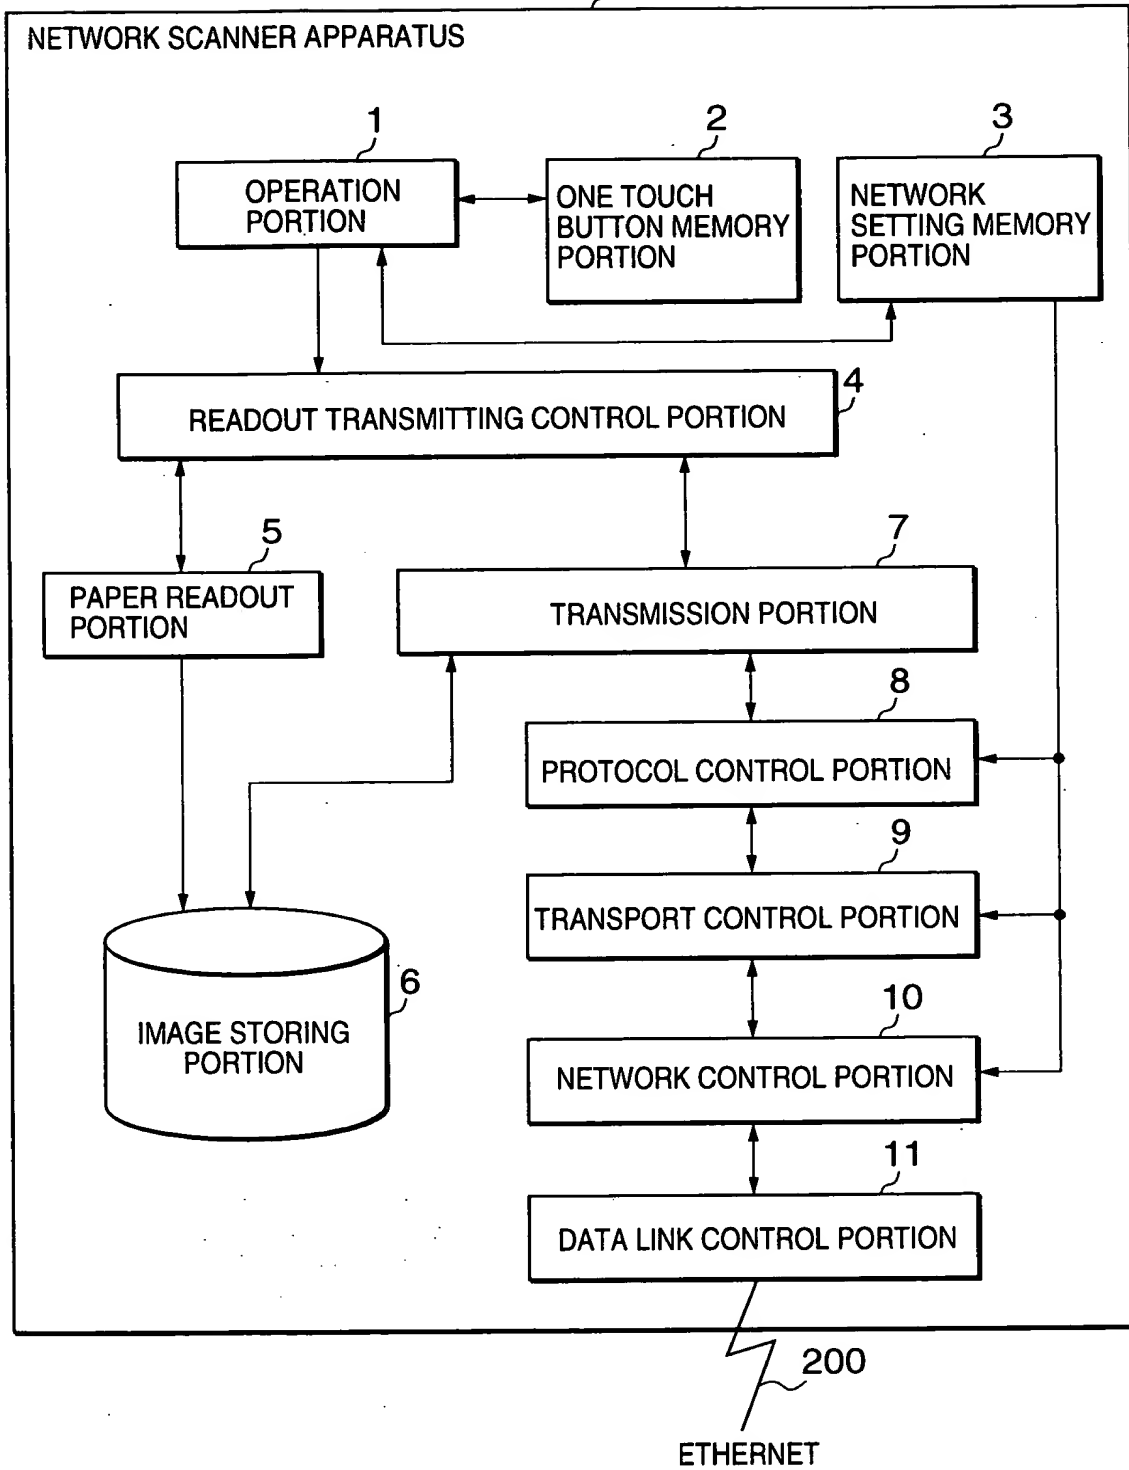 NETWORK SCANNER APPARATUS
1
2
3
OPERATION
PORTION
ONE TOUCH
BUTTON MEMORY
PORTION
NETWORK
SETTING MEMORY
PORTION
4
READOUT TRANSMITTING CONTROL PORTION
5
7
PAPER READOUT
PORTION
TRANSMISSION PORTION
8
PROTOCOL CONTROL PORTION
9
TRANSPORT CONTROL PORTION
6
IMAGE STORING
PORTION
10
NETWORK CONTROL PORTION
11
DATA LINK CONTROL PORTION
200
ETHERNET